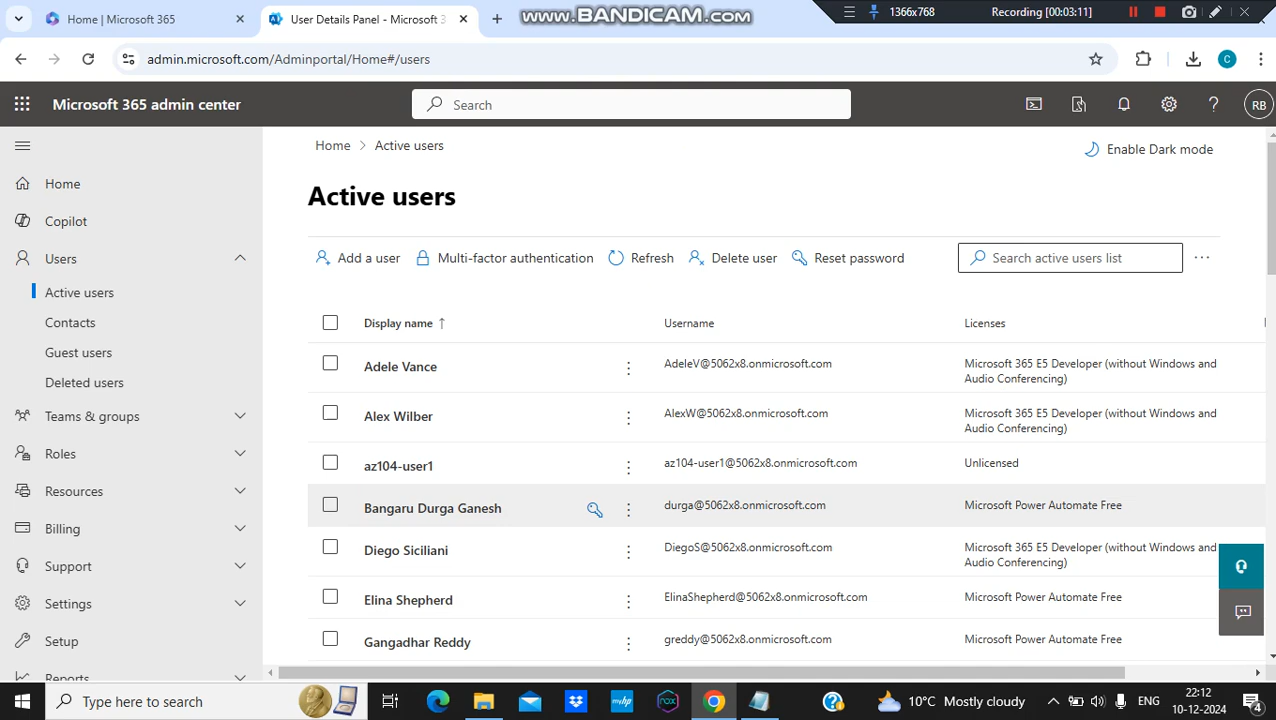 Home | Microsoft 365
User Details Panel - Microsoft 3
www.BANDICAM.com
1366x768
Recording [00:03:11]
admin.microsoft.com/Adminportal/Home#/users
C
Microsoft 365 admin center
Search
RB
Home > Active users
Enable Dark mode
Active users
Add a user
Multi-factor authentication
Refresh
Delete user
Reset password
Search active users list
Home
Copilot
Users
Active users
Contacts
Guest users
Deleted users
Teams & groups
Roles
Resources
Billing
Support
Settings
Setup
Reports
Display name ↑
Username
Licenses
Adele Vance
AdeleV@5062x8.onmicrosoft.com
Microsoft 365 E5 Developer (without Windows and
Audio Conferencing)
Alex Wilber
AlexW@5062x8.onmicrosoft.com
Microsoft 365 E5 Developer (without Windows and
Audio Conferencing)
az104-user1
az104-user1@5062x8.onmicrosoft.com
Unlicensed
Bangaru Durga Ganesh
durga@5062x8.onmicrosoft.com
Microsoft Power Automate Free
Diego Siciliani
DiegoS@5062x8.onmicrosoft.com
Microsoft 365 E5 Developer (without Windows and
Audio Conferencing)
Elina Shepherd
ElinaShepherd@5062x8.onmicrosoft.com
Microsoft Power Automate Free
Gangadhar Reddy
greddy@5062x8.onmicrosoft.com
Microsoft Power Automate Free
Type here to search
10°C Mostly cloudy
ENG
22:12
10-12-2024
4